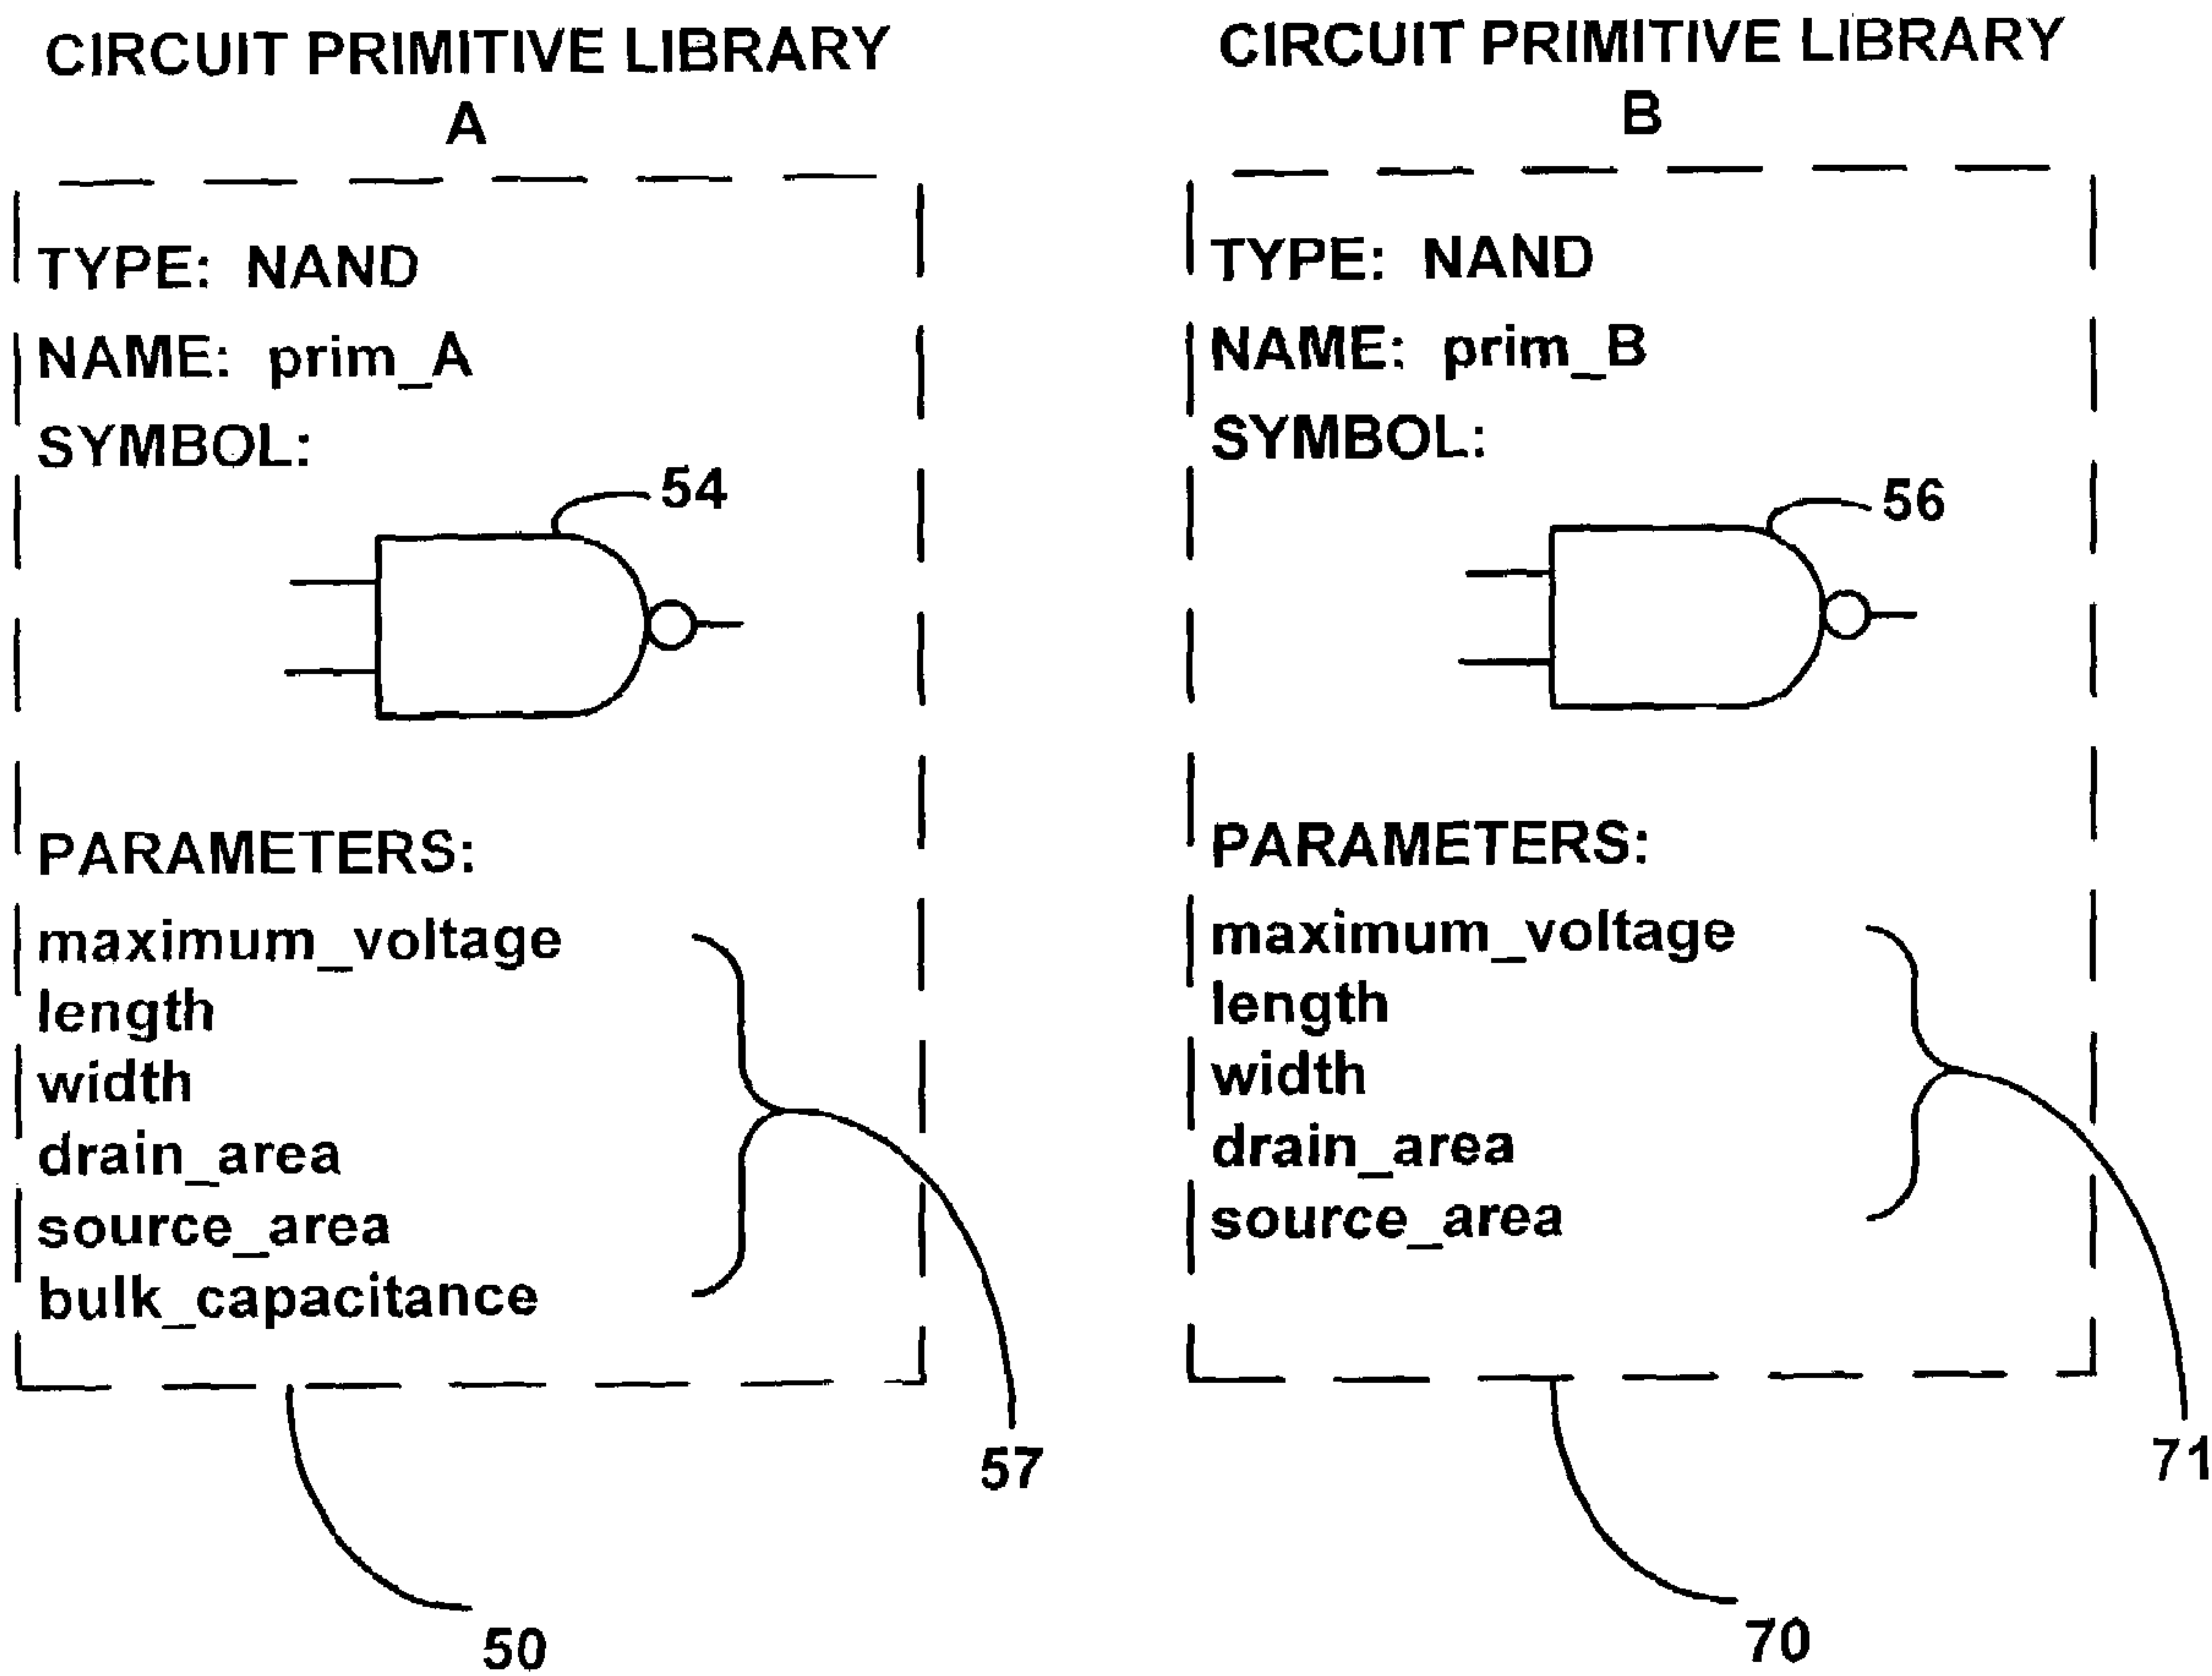 CIRCUIT PRIMITIVE LIBRARY
A
TYPE: NAND
NAME: prim_A
SYMBOL:
54
PARAMETERS:
maximum_voltage
length
width
drain_area
source_area
bulk_capacitance
57
50
CIRCUIT PRIMITIVE LIBRARY
B
TYPE: NAND
NAME: prim_B
SYMBOL:
56
PARAMETERS:
maximum_voltage
length
width
drain_area
source_area
71
70